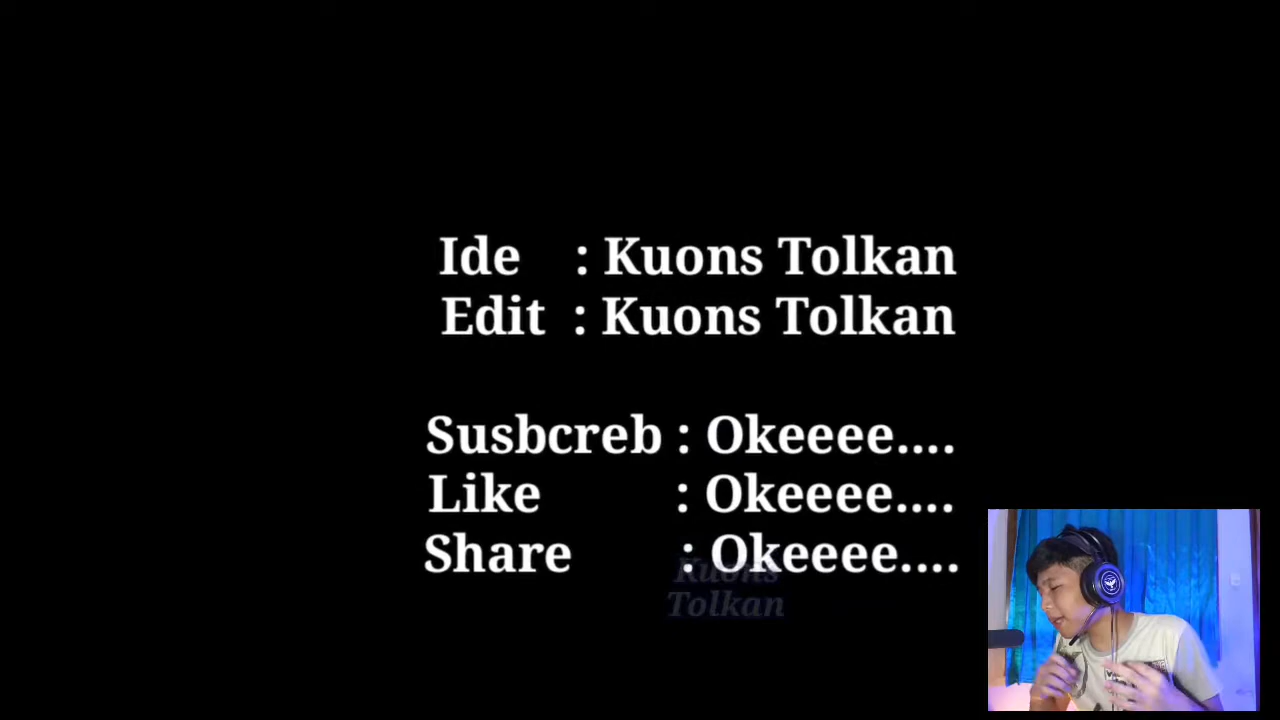 Ide : Kuons Tolkan
Edit : Kuons Tolkan
Susbcreb : Okeeee....
Like : Okeeee....
Share : Okeeee....
Kuons
Tolkan